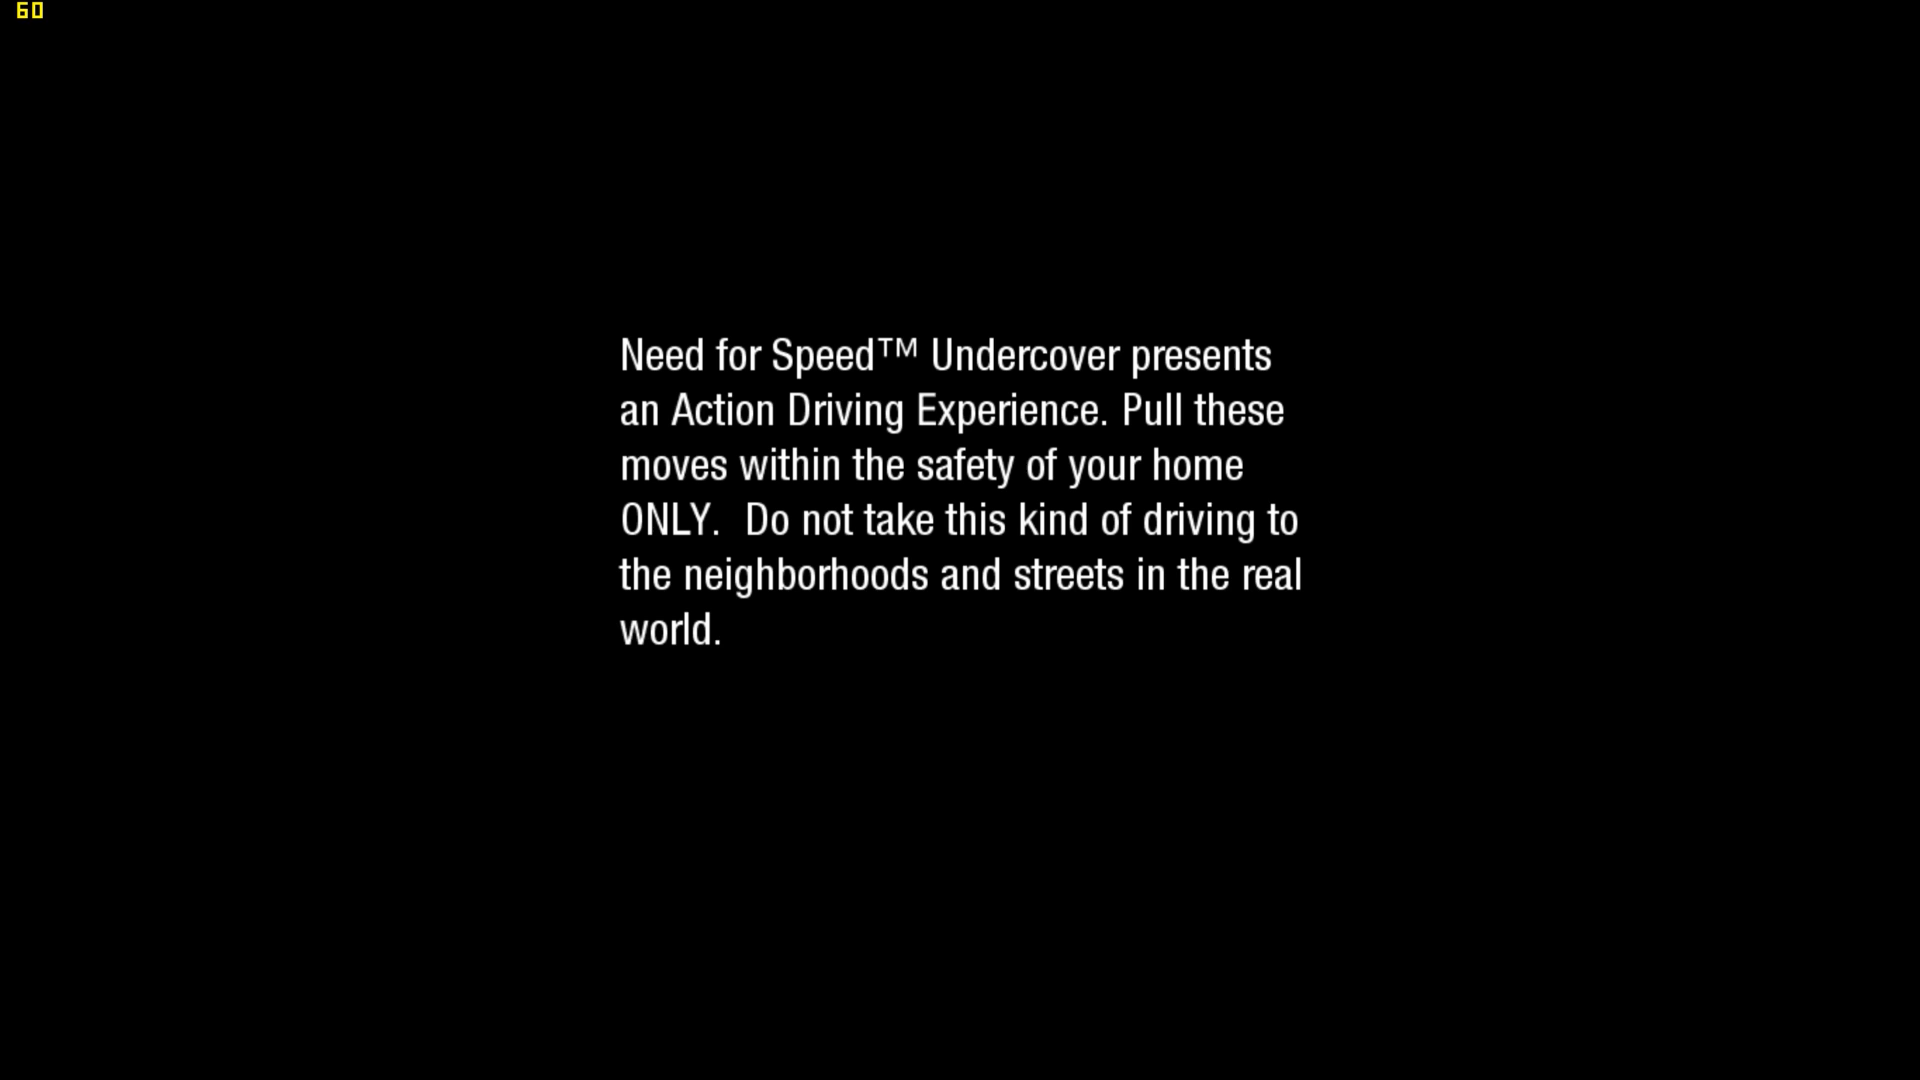 60
Need for Speed™ Undercover presents
an Action Driving Experience. Pull these
moves within the safety of your home
ONLY.  Do not take this kind of driving to
the neighborhoods and streets in the real
world.